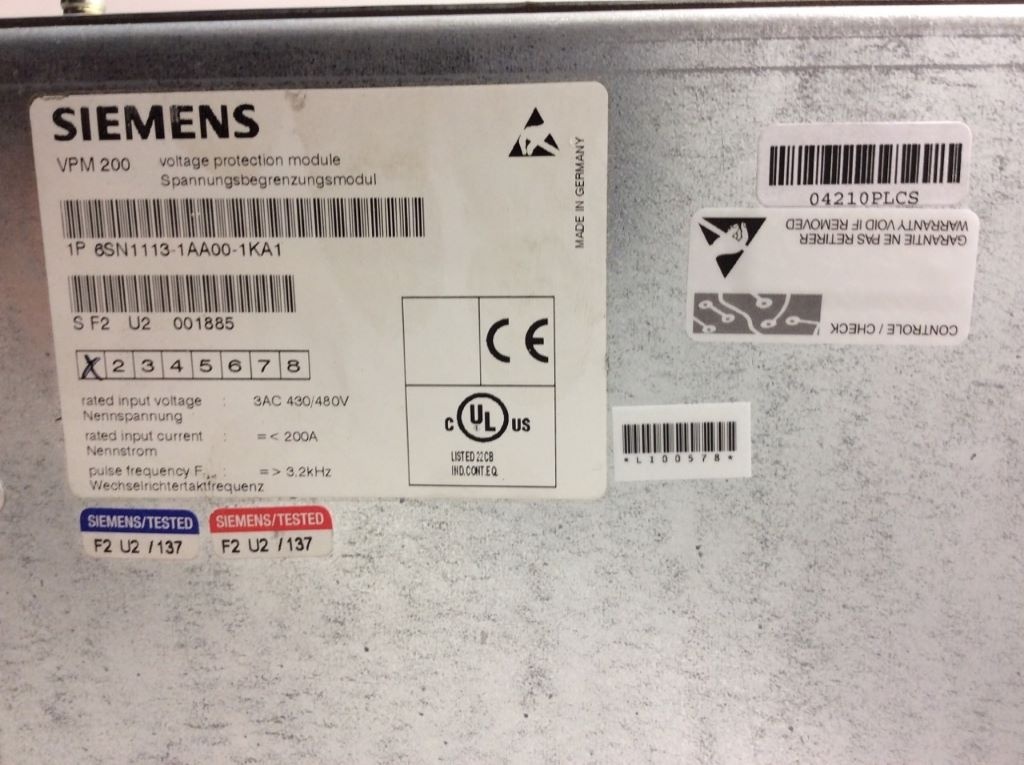 SIEMENS
VPM 200 voltage protection module
Spannungsbegrenzungsmodul
MADE IN GERMANY
1P 6SN1113-1AA00-1KA1
S F2 U2 001885
X 2 3 4 5 6 7 8
rated input voltage : 3AC 430/480V
Nennspannung
rated input current : =< 200A
Nennstrom
pulse frequency F : => 3.2kHz
Wechselrichtertaktfrequenz
CE
C UL US
LISTED 22CB
IND.CONT.EQ.
SIEMENS/TESTED
F2 U2 /137
SIEMENS/TESTED
F2 U2 /137
04210PLCS
GARANTIE NE PAS RETIRER
WARRANTY VOID IF REMOVED
CONTROLE / CHECK
*L100578*